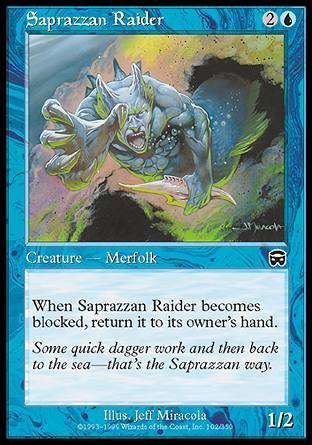 Saprazzan Raider 2
J. Miracola
Creature — Merfolk
When Saprazzan Raider becomes
blocked, return it to its owner's hand.
Some quick dagger work and then back
to the sea—that's the Saprazzan way.
1/2
Illus. Jeff Miracola
©1993–1999 Wizards of the Coast, Inc. 102/350